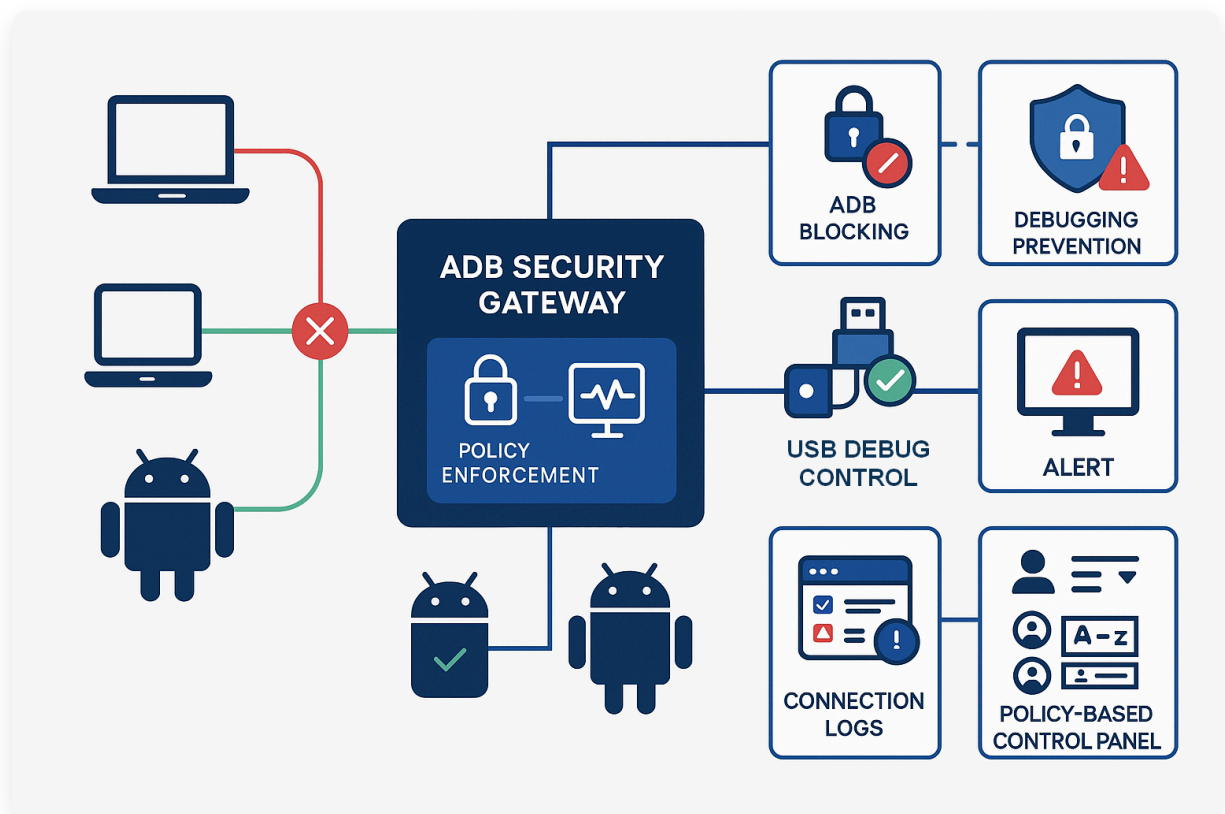 ADB SECURITY
GATEWAY
POLICY
ENFORCEMENT
ADB
BLOCKING
DEBUGGING
PREVENTION
USB DEBUG
CONTROL
ALERT
CONNECTION
LOGS
A-z
POLICY-BASED
CONTROL PANEL